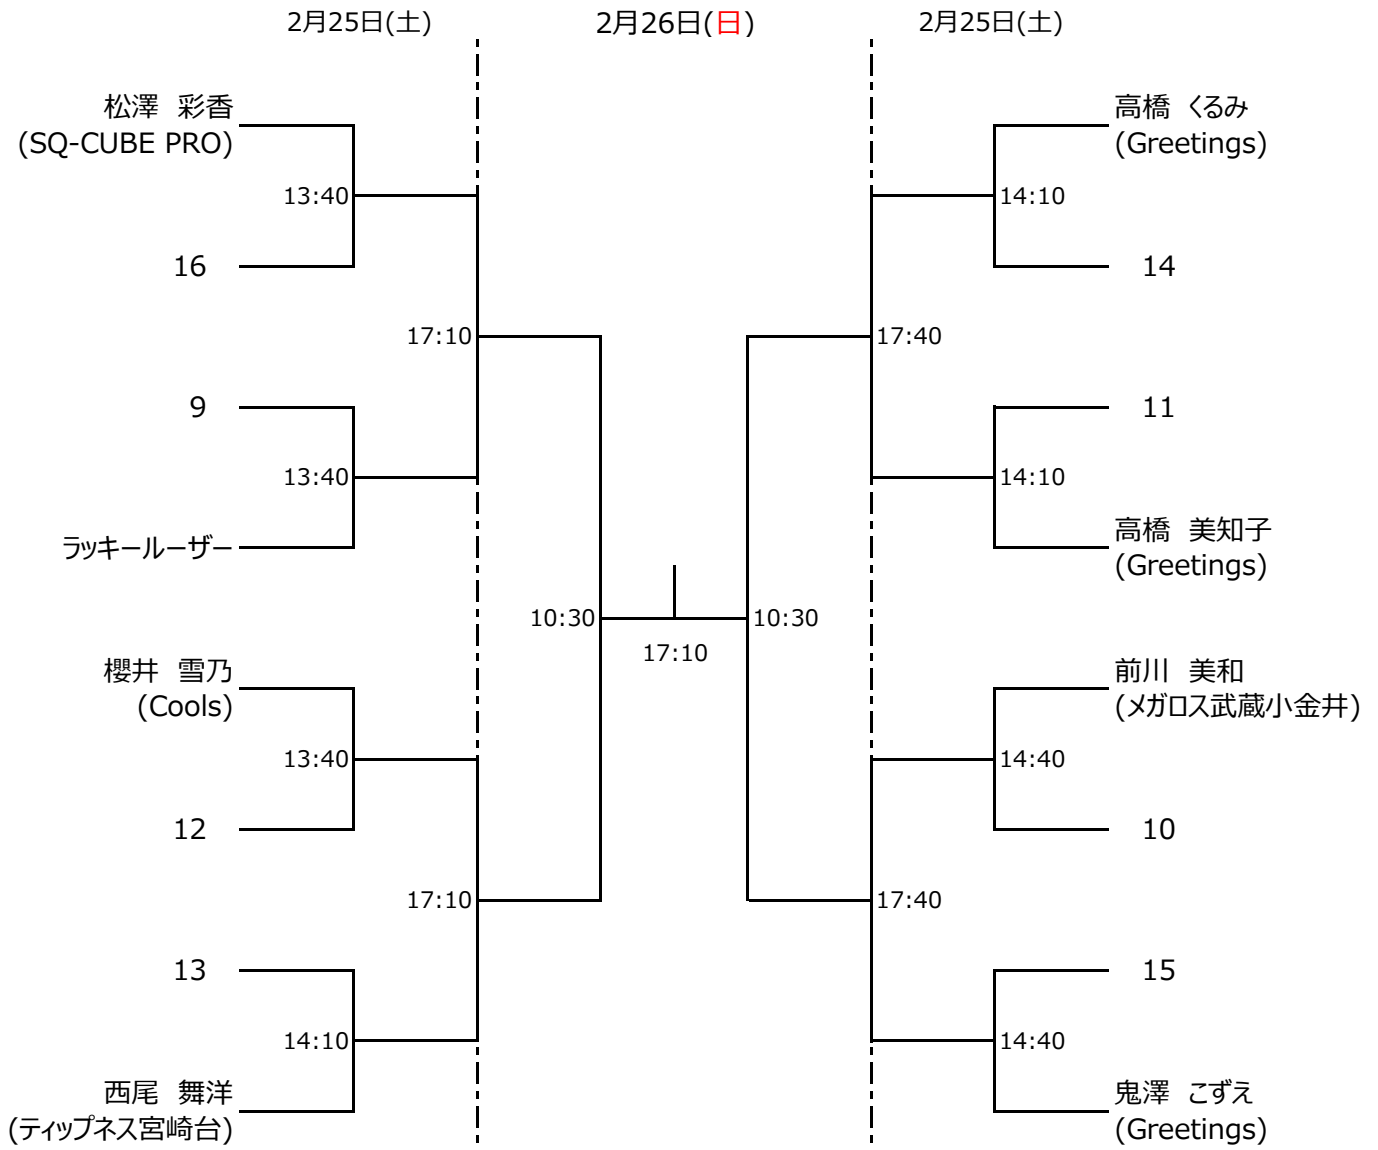 2月25日(土)
2月26日(日)
2月25日(土)
松澤　彩香
(SQ-CUBE PRO)
13:40
16
17:10
9
13:40
ラッキールーザー
櫻井　雪乃
(Cools)
13:40
12
17:10
13
14:10
西尾　舞洋
(ティップネス宮崎台)
10:30
17:10
10:30
高橋　くるみ
(Greetings)
14:10
14
17:40
11
14:10
高橋　美知子
(Greetings)
前川　美和
(メガロス武蔵小金井)
14:40
10
17:40
15
14:40
鬼澤　こずえ
(Greetings)